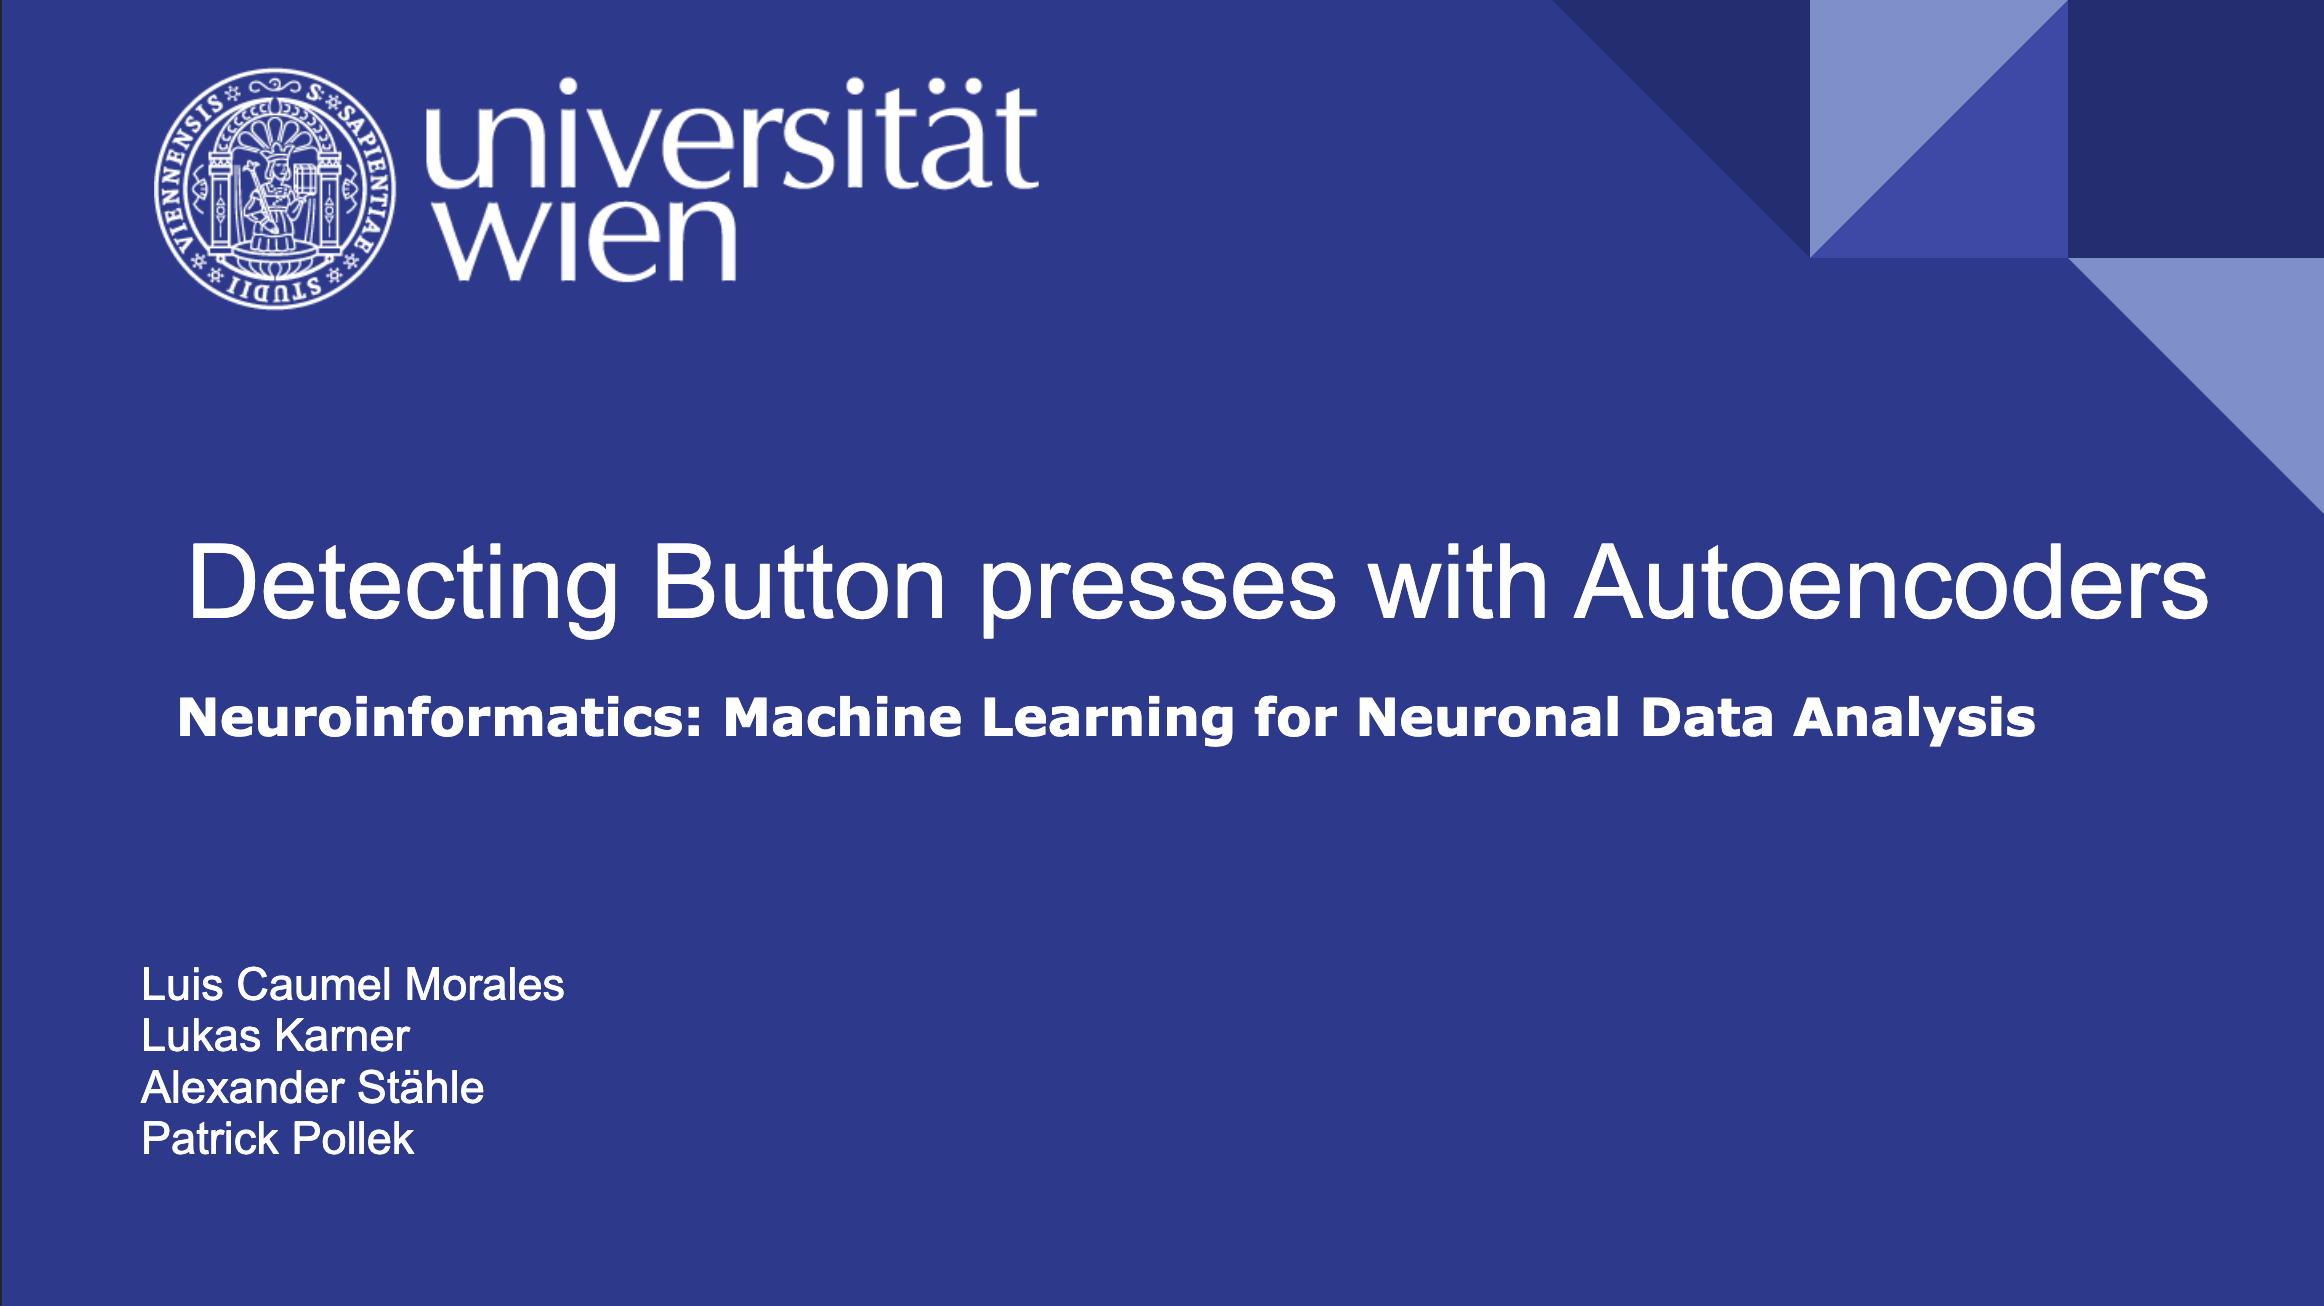 STUDII VIENNENSIS S: SAPIENTIAE
universität
wien
Detecting Button presses with Autoencoders
Neuroinformatics: Machine Learning for Neuronal Data Analysis
Luis Caumel Morales
Lukas Karner
Alexander Stähle
Patrick Pollek